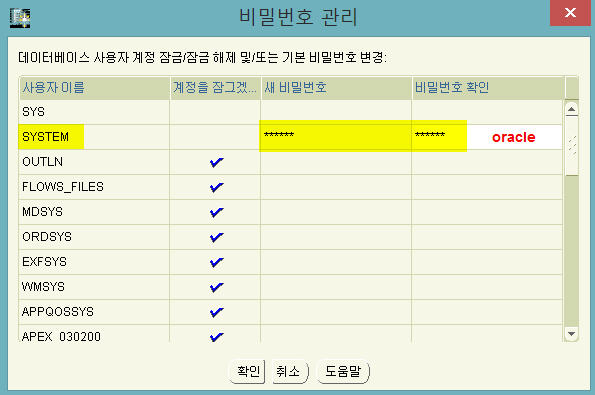 비밀번호 관리
데이터베이스 사용자 계정 잠금/잠금 해제 및/또는 기본 비밀번호 변경:
사용자 이름 계정을 잠그겠... 새 비밀번호 비밀번호 확인
SYS
SYSTEM ****** ****** oracle
OUTLN
FLOWS_FILES
MDSYS
ORDSYS
EXFSYS
WMSYS
APPQOSSYS
APEX_030200
확인 취소 도움말